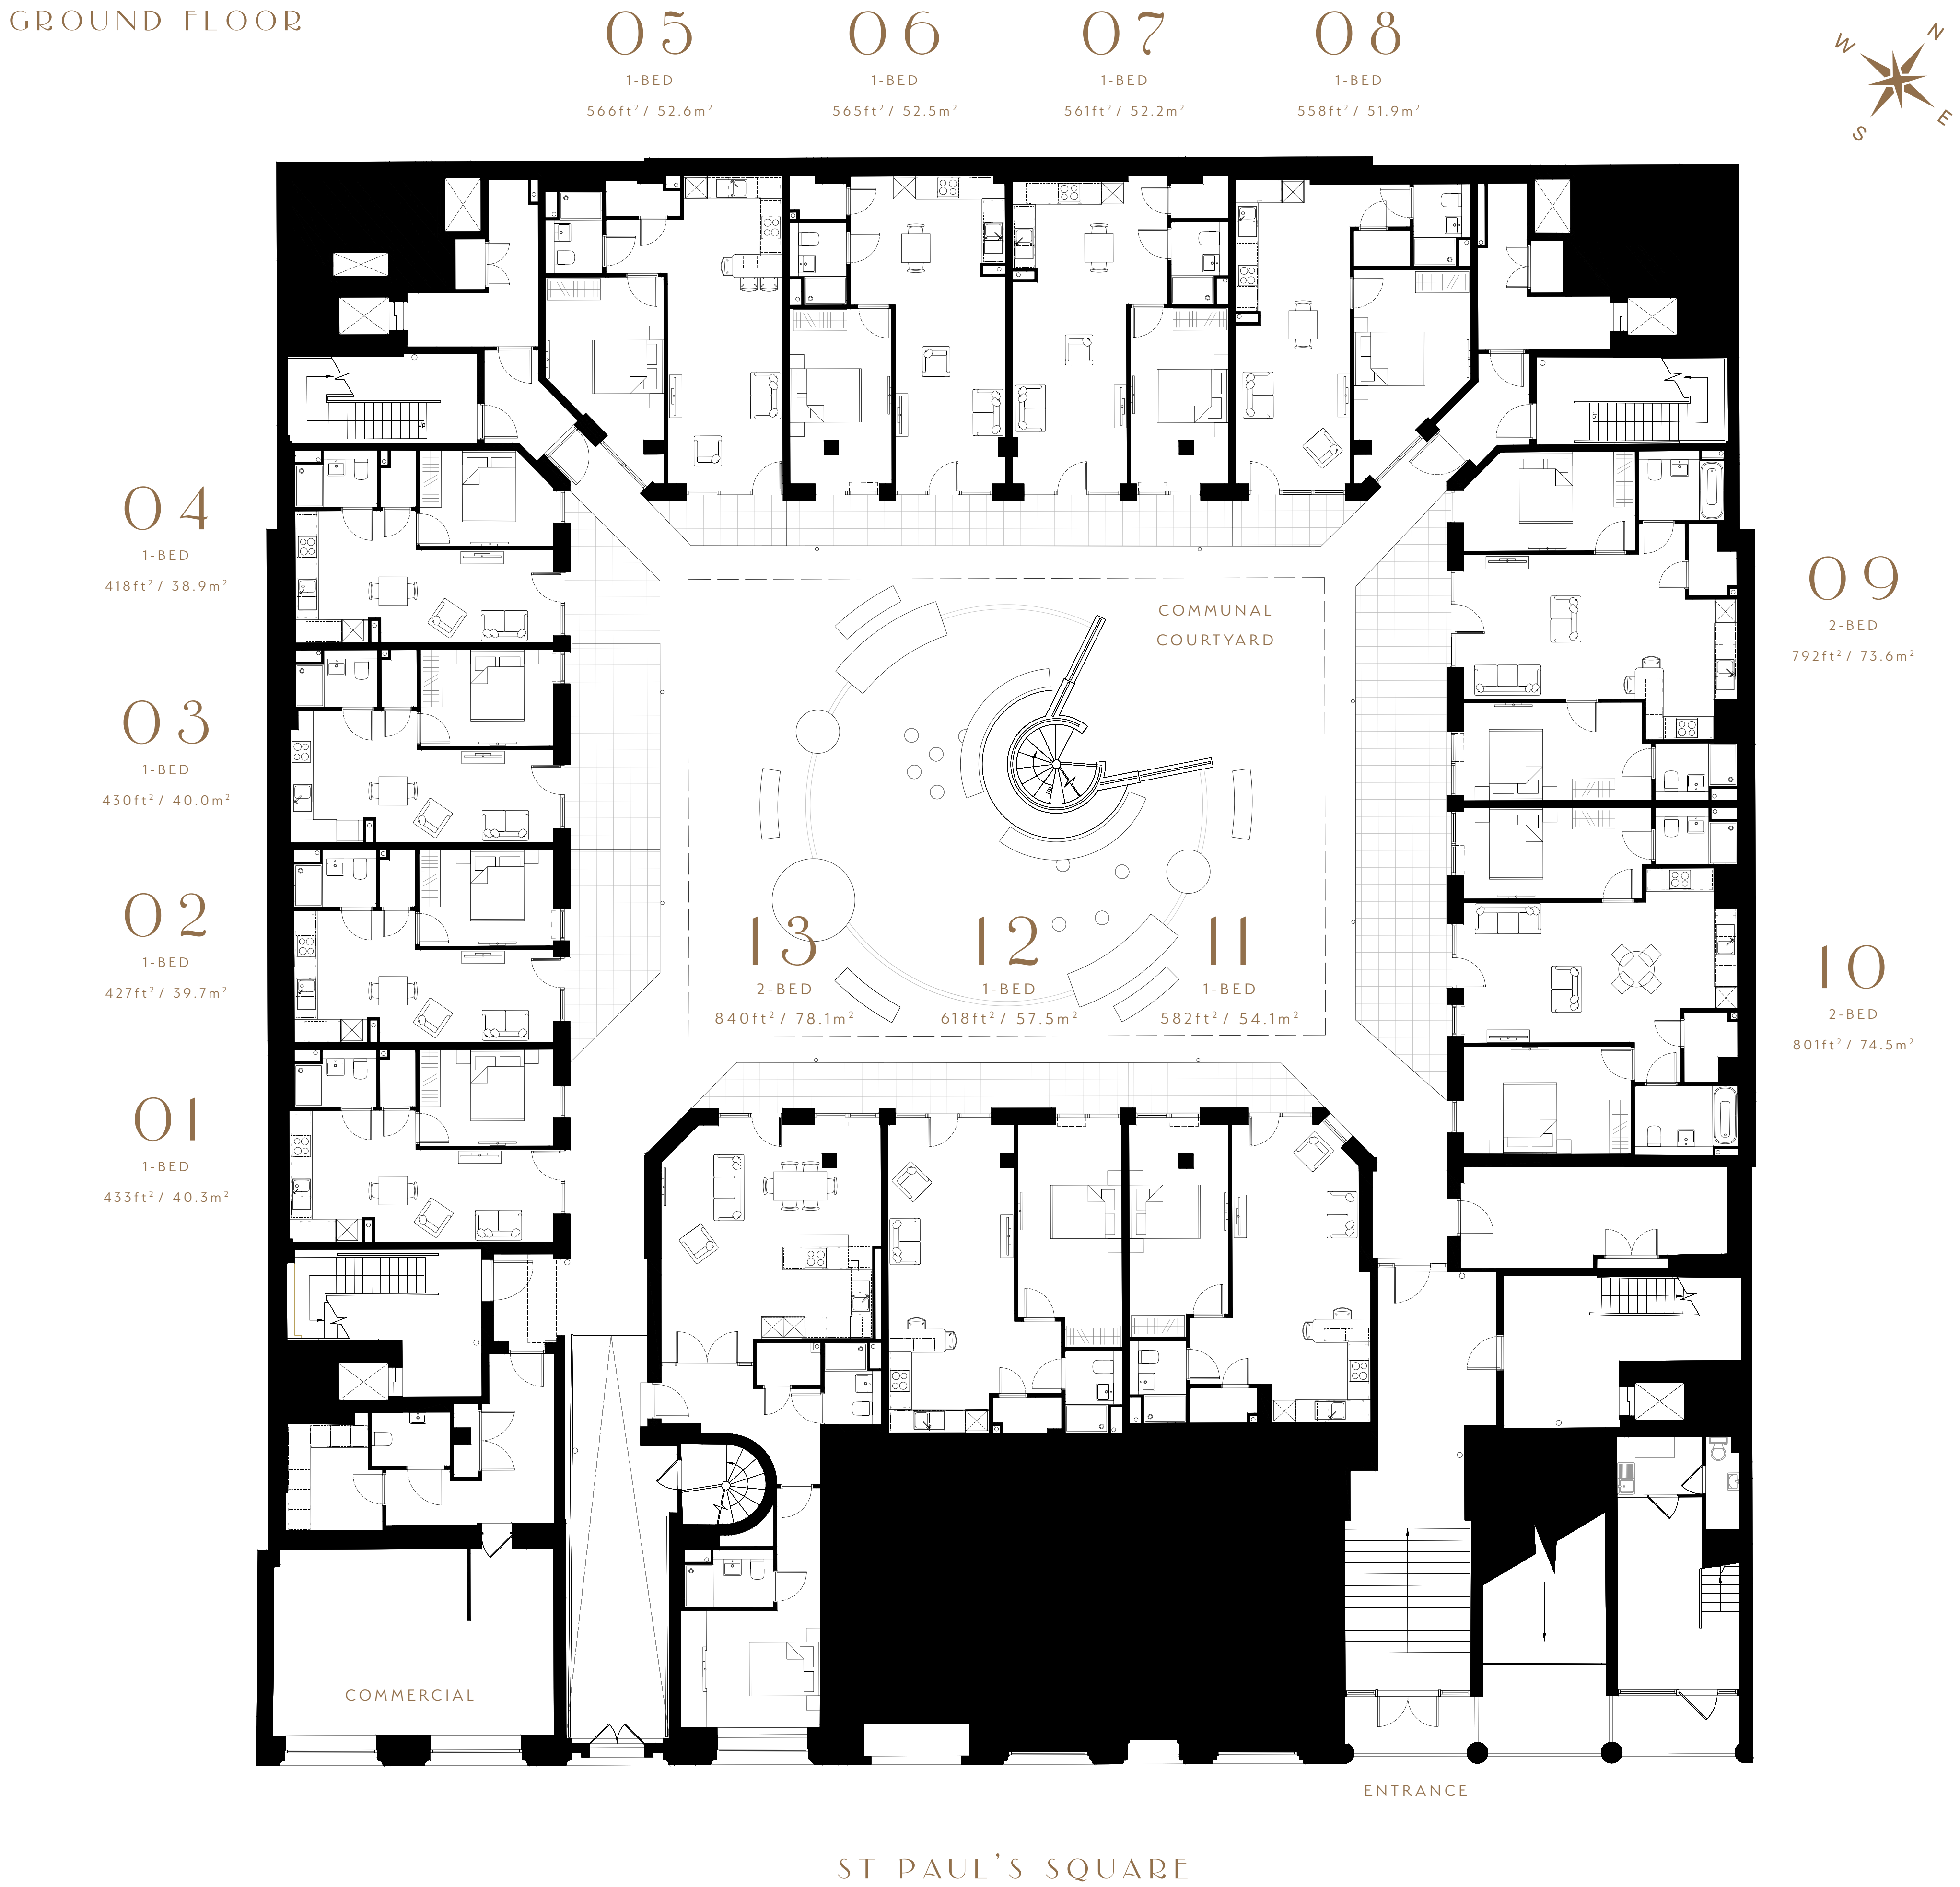 GROUND FLOOR
05
1-BED
566ft² / 52.6m²
06
1-BED
565ft² / 52.5m²
07
1-BED
561ft² / 52.2m²
08
1-BED
558ft² / 51.9m²
N
W
E
S
04
1-BED
418ft² / 38.9m²
03
1-BED
430ft² / 40.0m²
02
1-BED
427ft² / 39.7m²
01
1-BED
433ft² / 40.3m²
COMMUNAL
COURTYARD
09
2-BED
792ft² / 73.6m²
10
2-BED
801ft² / 74.5m²
13
2-BED
840ft² / 78.1m²
12
1-BED
618ft² / 57.5m²
11
1-BED
582ft² / 54.1m²
Up
Up
Up
COMMERCIAL
ENTRANCE
ST PAUL'S SQUARE